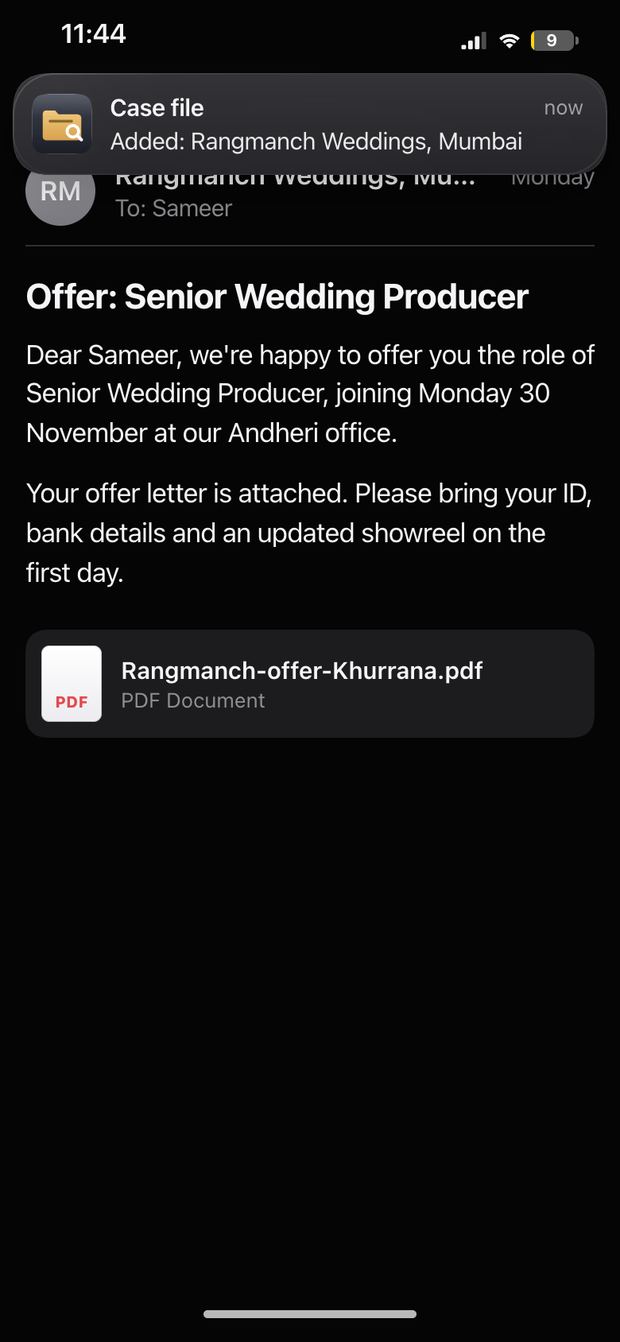 11:44
9
Case file
now
Added: Rangmanch Weddings, Mumbai
RM
Rangmanch Weddings, Mu...
Monday
To: Sameer
Offer: Senior Wedding Producer
Dear Sameer, we're happy to offer you the role of
Senior Wedding Producer, joining Monday 30
November at our Andheri office.
Your offer letter is attached. Please bring your ID,
bank details and an updated showreel on the
first day.
PDF
Rangmanch-offer-Khurrana.pdf
PDF Document